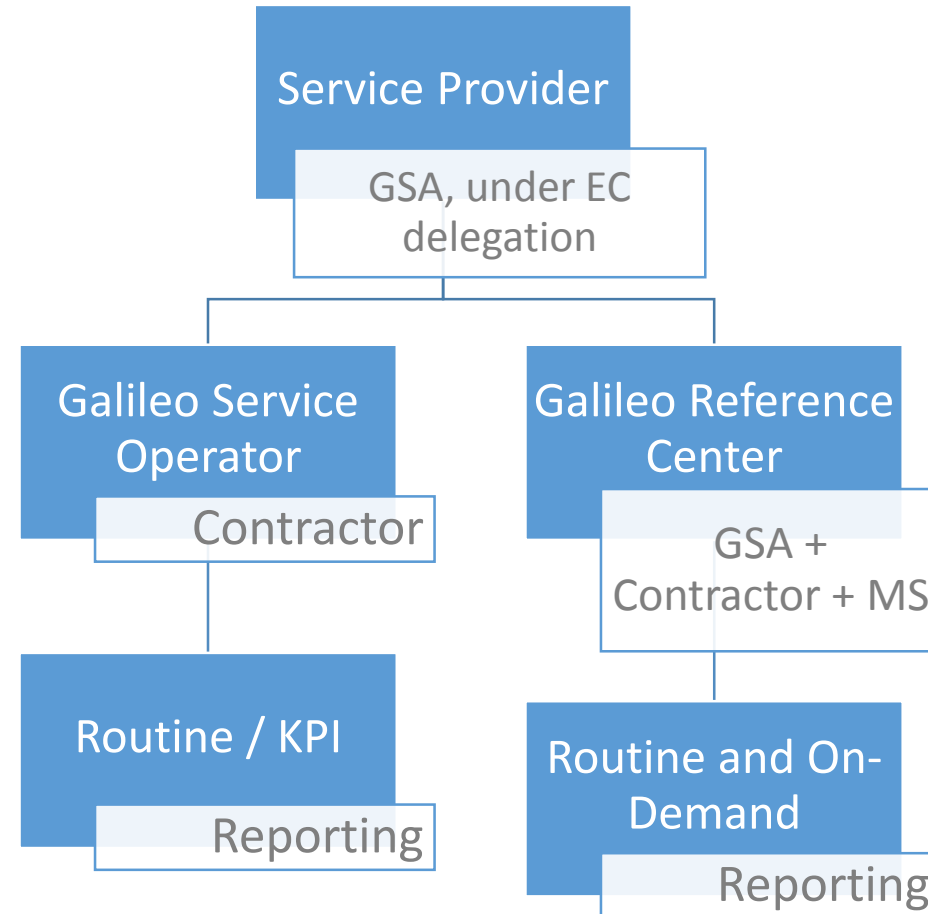 Service Provider
GSA, under EC
delegation
Galileo Service
Operator
Contractor
Galileo Reference
Center
GSA +
Contractor + MS
Routine / KPI
Reporting
Routine and On-
Demand
Reporting